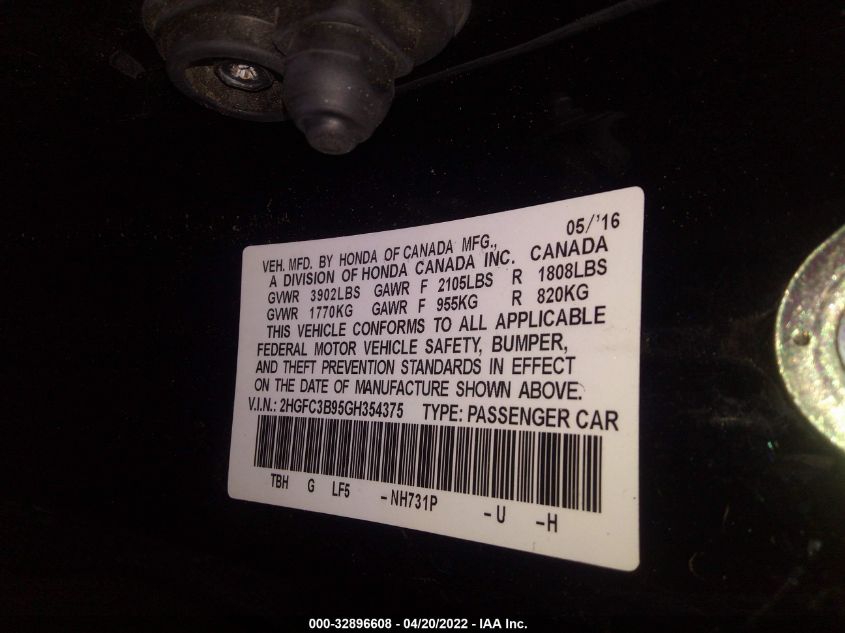 05/'16
VEH. MFD. BY HONDA OF CANADA MFG.,
A DIVISION OF HONDA CANADA INC. CANADA
GVWR 3902LBS GAWR F 2105LBS R 1808LBS
GVWR 1770KG GAWR F 955KG R 820KG
THIS VEHICLE CONFORMS TO ALL APPLICABLE
FEDERAL MOTOR VEHICLE SAFETY, BUMPER,
AND THEFT PREVENTION STANDARDS IN EFFECT
ON THE DATE OF MANUFACTURE SHOWN ABOVE.
V.I.N.: 2HGFC3B95GH354375 TYPE: PASSENGER CAR
TBH G LF5 -NH731P -U -H
000-32896608 - 04/20/2022 - IAA Inc.